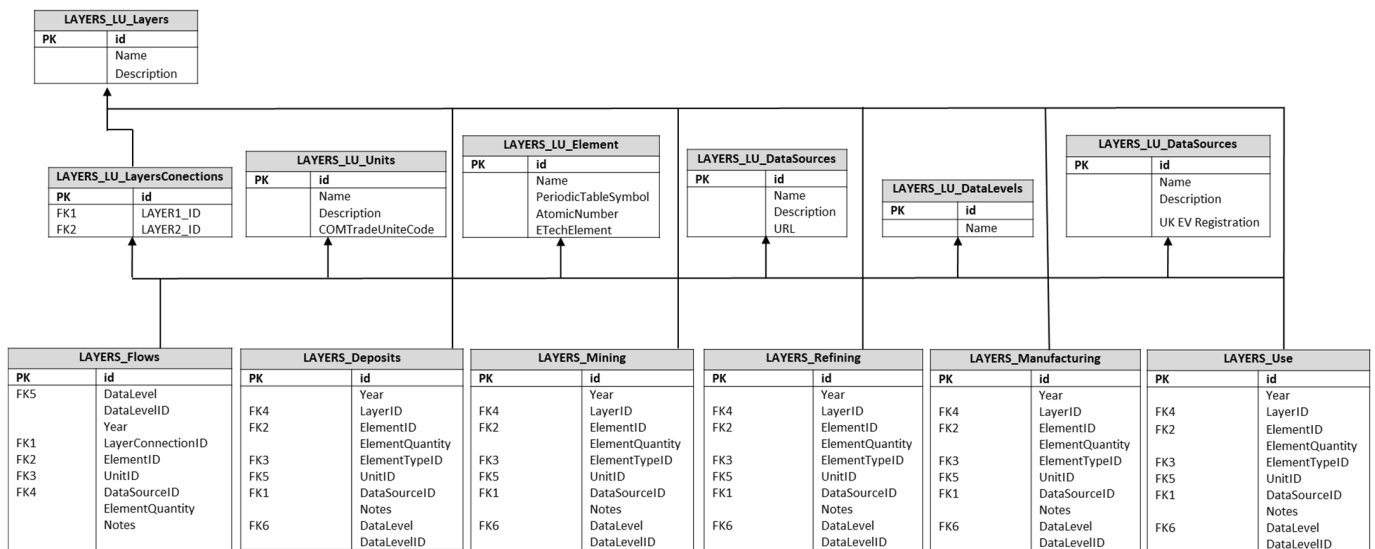 LAYERS_LU_Layers
PK id
Name
Description
LAYERS_LU_LayersConections
PK id
FK1 LAYER1_ID
FK2 LAYER2_ID
LAYERS_LU_Units
PK id
Name
Description
COMTradeUniteCode
LAYERS_LU_Element
PK id
Name
PeriodicTableSymbol
AtomicNumber
ETechElement
LAYERS_LU_DataSources
PK id
Name
Description
URL
LAYERS_LU_DataLevels
PK id
Name
LAYERS_LU_DataSources
PK id
Name
Description
UK EV Registration
LAYERS_Flows
PK id
FK5 DataLevel
DataLevelID
Year
FK1 LayerConnectionID
FK2 ElementID
FK3 UnitID
FK4 DataSourceID
ElementQuantity
Notes
LAYERS_Deposits
PK id
Year
FK4 LayerID
FK2 ElementID
ElementQuantity
FK3 ElementTypeID
FK5 UnitID
FK1 DataSourceID
Notes
FK6 DataLevel
DataLevelID
LAYERS_Mining
PK id
Year
FK4 LayerID
FK2 ElementID
ElementQuantity
FK3 ElementTypeID
FK5 UnitID
FK1 DataSourceID
Notes
FK6 DataLevel
DataLevelID
LAYERS_Refining
PK id
Year
FK4 LayerID
FK2 ElementID
ElementQuantity
FK3 ElementTypeID
FK5 UnitID
FK1 DataSourceID
Notes
FK6 DataLevel
DataLevelID
LAYERS_Manufacturing
PK id
Year
FK4 LayerID
FK2 ElementID
ElementQuantity
FK3 ElementTypeID
FK5 UnitID
FK1 DataSourceID
Notes
FK6 DataLevel
DataLevelID
LAYERS_Use
PK id
Year
FK4 LayerID
FK2 ElementID
ElementQuantity
FK3 ElementTypeID
FK5 UnitID
FK1 DataSourceID
Notes
FK6 DataLevel
DataLevelID